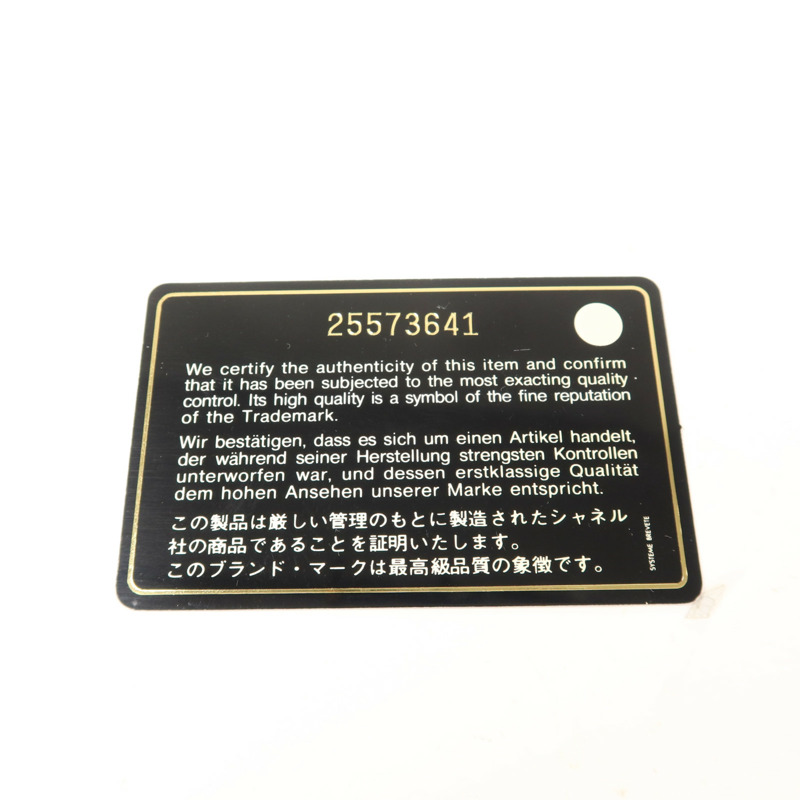 25573641
We certify the authenticity of this item and confirm
that it has been subjected to the most exacting quality
control. Its high quality is a symbol of the fine reputation
of the Trademark.
Wir bestätigen, dass es sich um einen Artikel handelt,
der während seiner Herstellung strengsten Kontrollen
unterworfen war, und dessen erstklassige Qualität
dem hohen Ansehen unserer Marke entspricht.
この製品は厳しい管理のもとに製造されたシャネル
社の商品であることを証明いたします。
このブランド・マークは最高級品質の象徴です。
SYSTEME BREVETE